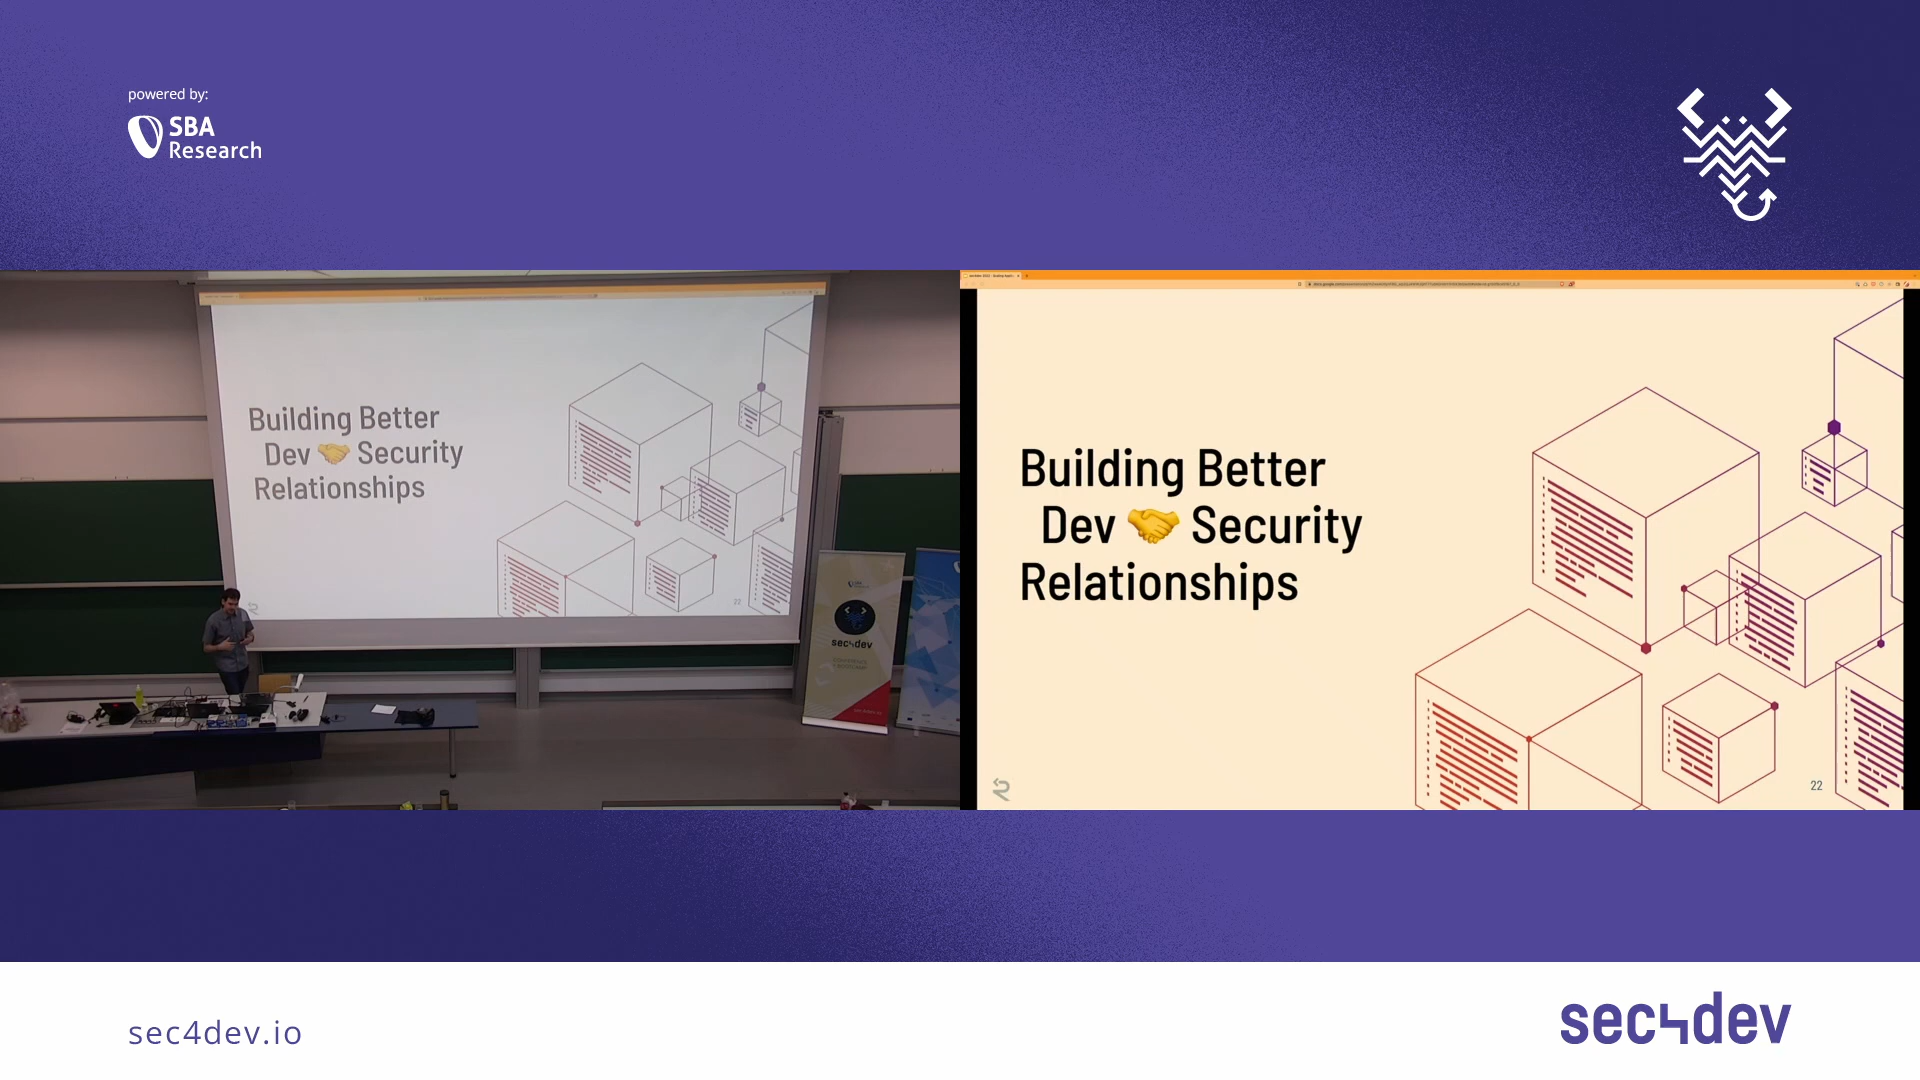 powered by:
SBA
Research
Building Better
Dev 🤝 Security
Relationships
22
Building Better
Dev 🤝 Security
Relationships
22
sec4dev
sec4dev.io
sec4dev